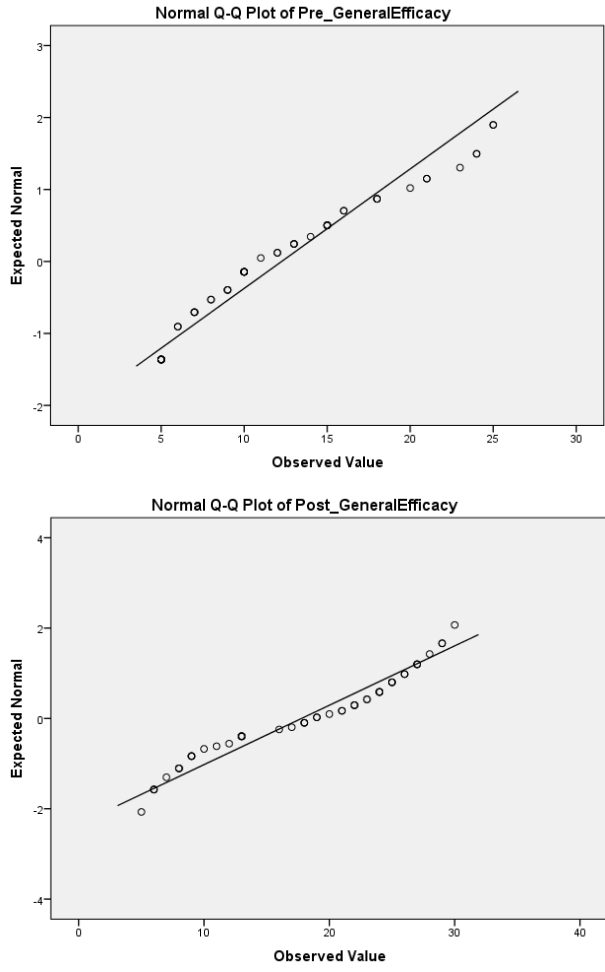 Normal Q-Q Plot of Pre_GeneralEfficacy
3
2
1
0
-1
-2
Expected Normal
0 5 10 15 20 25 30
Observed Value
Normal Q-Q Plot of Post_GeneralEfficacy
4
2
0
-2
-4
Expected Normal
0 10 20 30 40
Observed Value